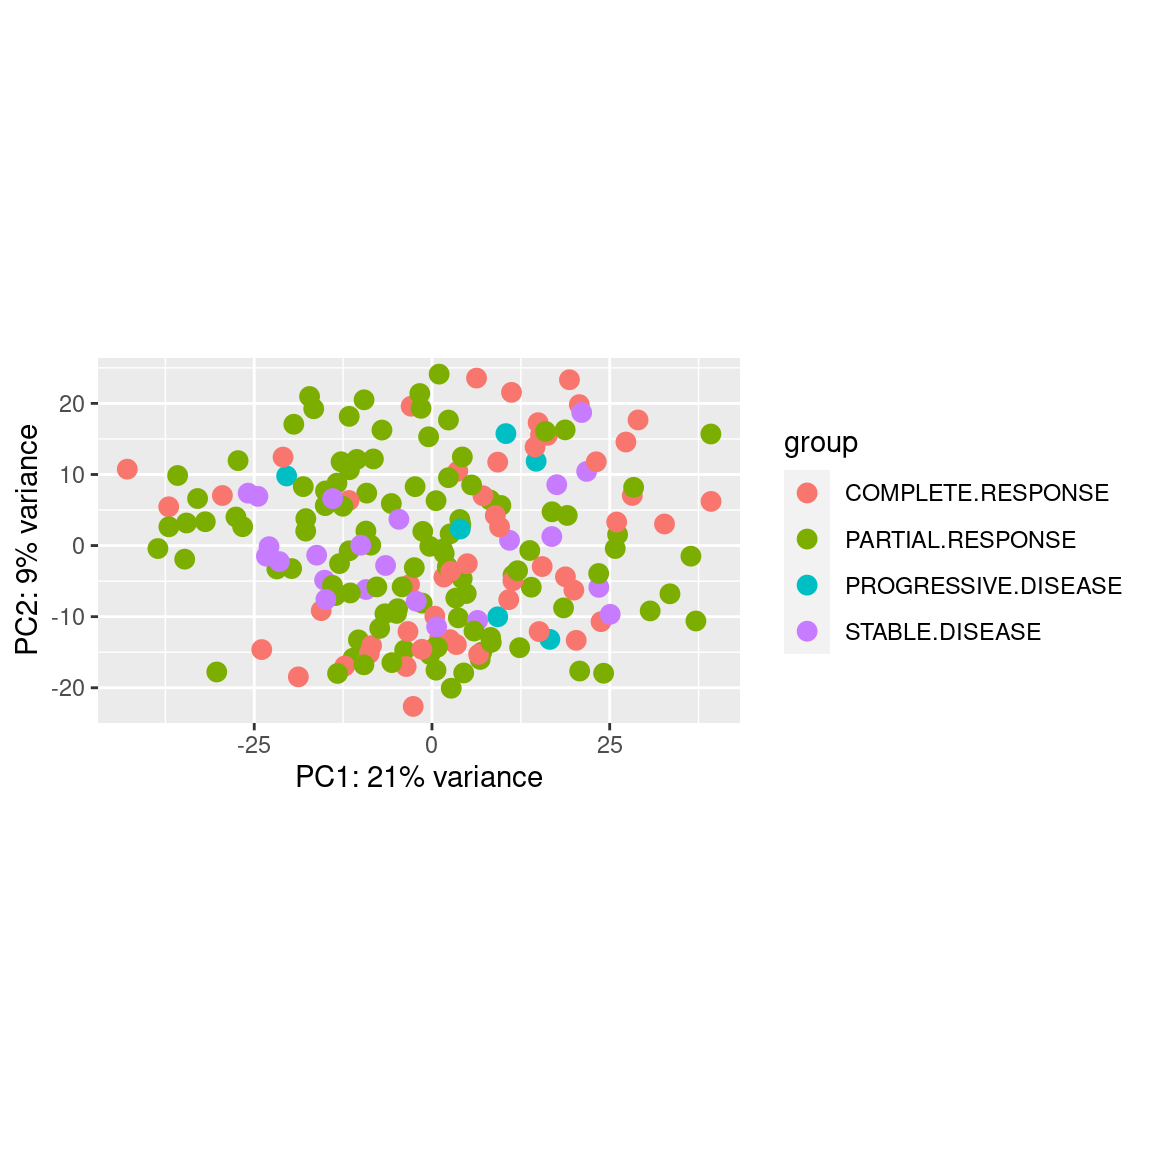 PC2: 9% variance
20
10
0
-10
-20
-25
0
25
PC1: 21% variance
group
COMPLETE.RESPONSE
PARTIAL.RESPONSE
PROGRESSIVE.DISEASE
STABLE.DISEASE